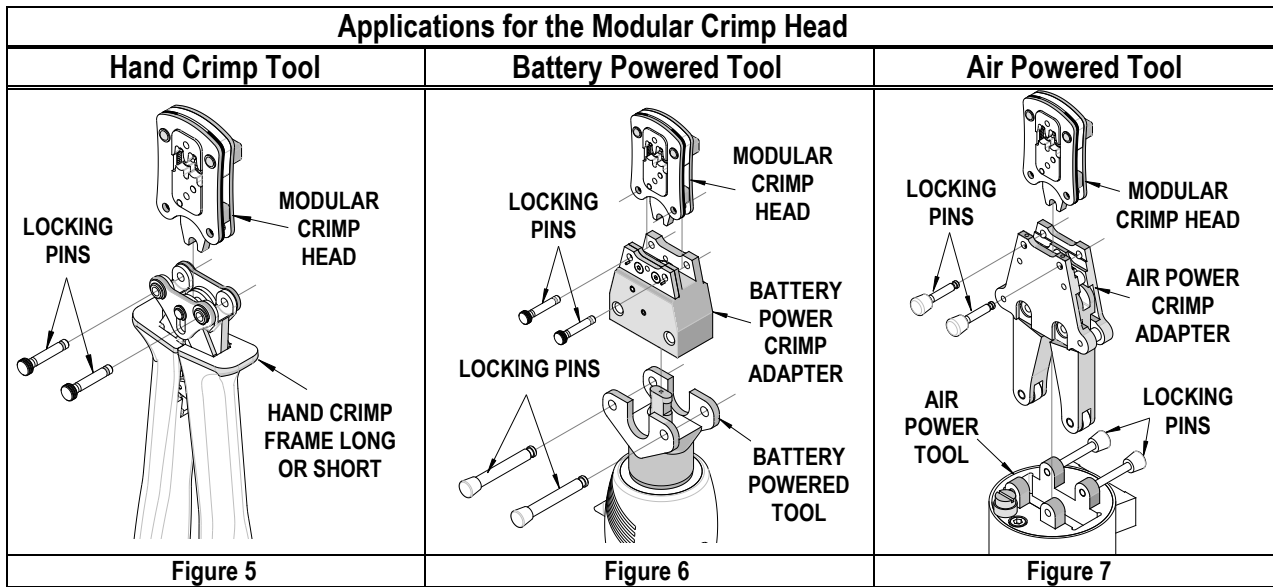 Applications for the Modular Crimp Head
Hand Crimp Tool
Battery Powered Tool
Air Powered Tool
MODULAR
CRIMP
HEAD
LOCKING
PINS
HAND CRIMP
FRAME LONG
OR SHORT
MODULAR
CRIMP
HEAD
LOCKING
PINS
BATTERY
POWER
CRIMP
ADAPTER
LOCKING PINS
BATTERY
POWERED
TOOL
LOCKING
PINS
MODULAR
CRIMP HEAD
AIR POWER
CRIMP
ADAPTER
AIR
POWER
TOOL
LOCKING
PINS
Figure 5
Figure 6
Figure 7